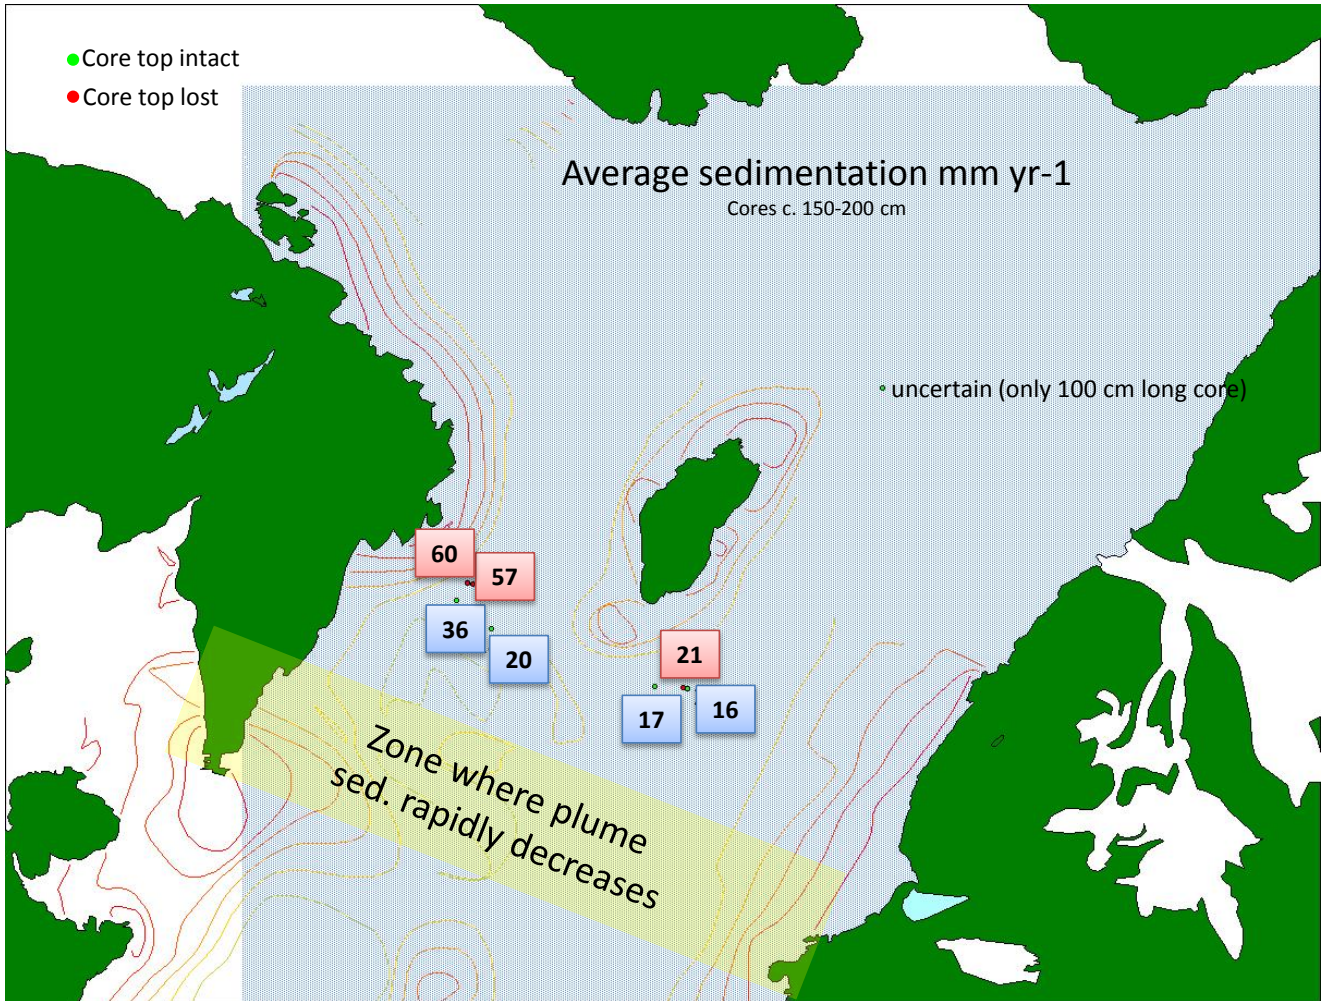 Core top intact
Core top lost
Average sedimentation mm yr-1
Cores c. 150-200 cm
uncertain (only 100 cm long core)
60
57
36
20
21
17
16
Zone where plume
sed. rapidly decreases